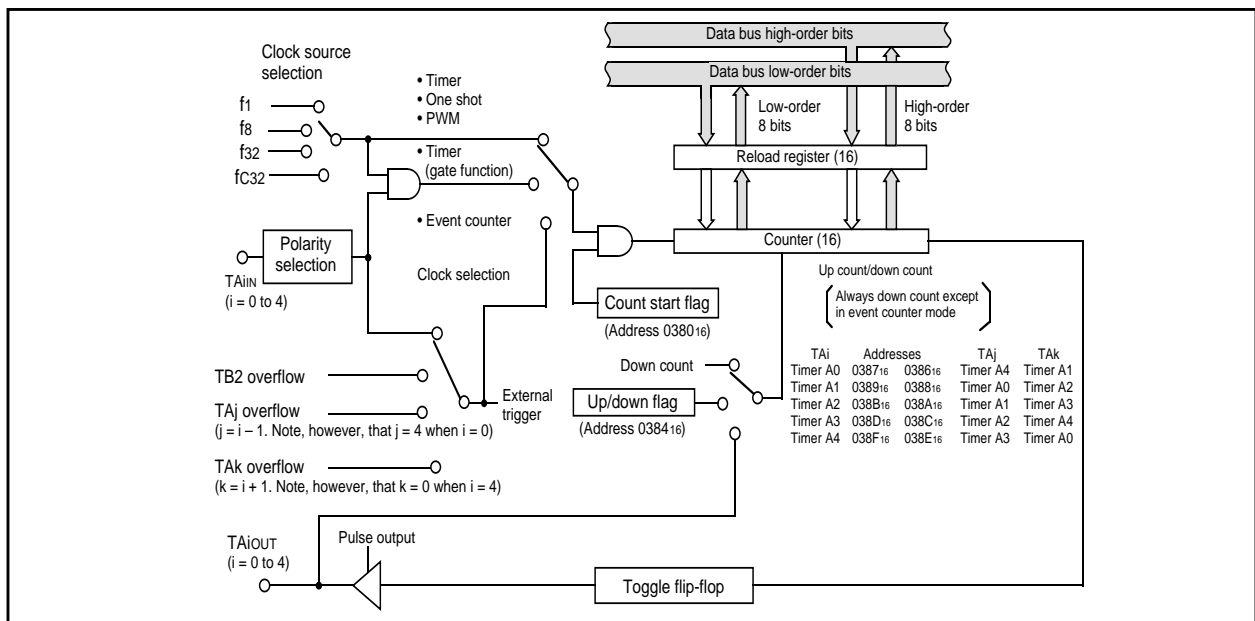 Data bus high-order bits
Data bus low-order bits
Clock source
selection
f1
f8
f32
fC32
• Timer
• One shot
• PWM
• Timer
(gate function)
• Event counter
Low-order
8 bits
High-order
8 bits
Reload register (16)
Counter (16)
Polarity
selection
TAiIN
(i = 0 to 4)
Clock selection
Count start flag
(Address 038016)
Up count/down count
Always down count except
in event counter mode
TB2 overflow
TAj overflow
(j = i – 1. Note, however, that j = 4 when i = 0)
TAk overflow
(k = i + 1. Note, however, that k = 0 when i = 4)
External
trigger
Down count
Up/down flag
(Address 038416)
TAi Addresses TAj TAk
Timer A0 038716 038616 Timer A4 Timer A1
Timer A1 038916 038816 Timer A0 Timer A2
Timer A2 038B16 038A16 Timer A1 Timer A3
Timer A3 038D16 038C16 Timer A2 Timer A4
Timer A4 038F16 038E16 Timer A3 Timer A0
TAiOUT
(i = 0 to 4)
Pulse output
Toggle flip-flop